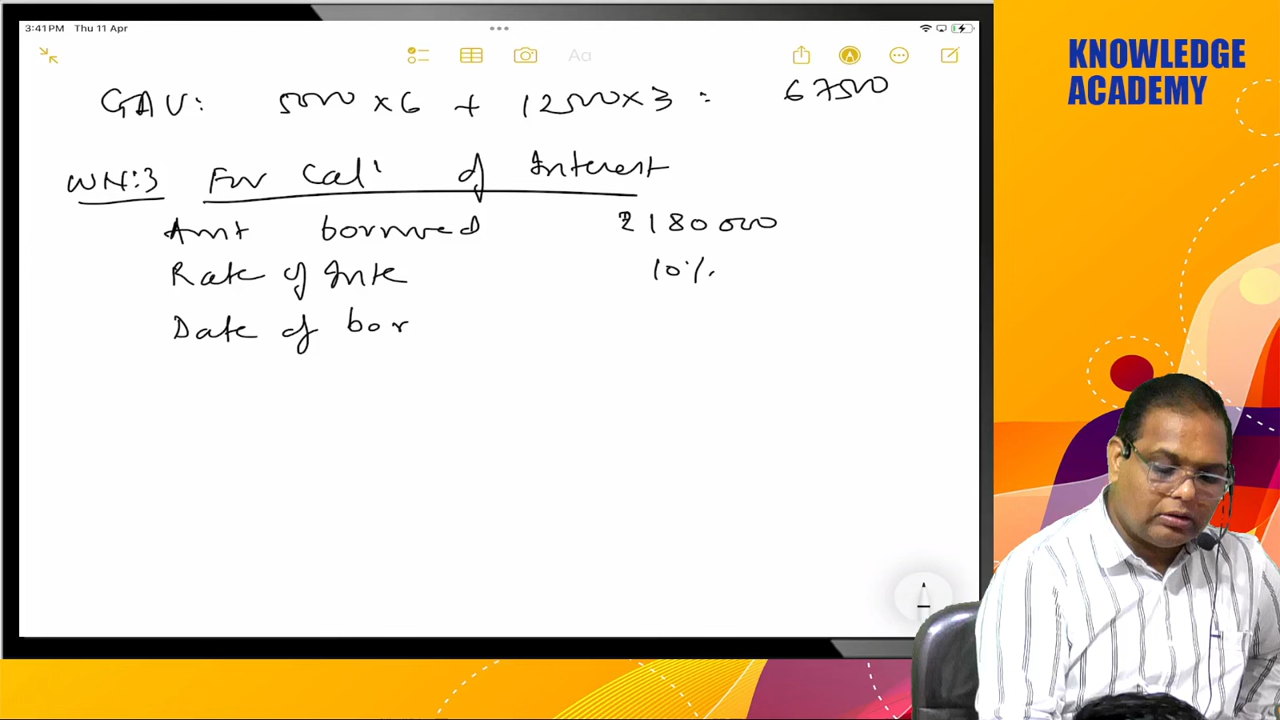 3:41 PM Thu 11 Apr
Aa
KNOWLEDGE
ACADEMY
GAV: 5000 x 6 + 12500 x 3 = 67500
WN:3 For Cal' of Interest
Amt borrowed ₹ 180000
Rate of Inte 10%
Date of bor